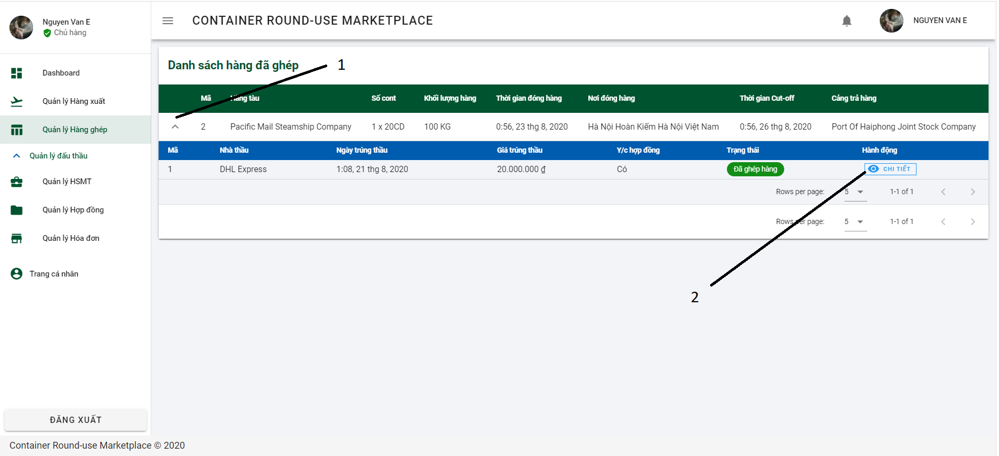 Nguyen Van E
Chủ hàng
CONTAINER ROUND-USE MARKETPLACE
NGUYEN VAN E
Dashboard
Quản lý Hàng xuất
Quản lý Hàng ghép
Quản lý đấu thầu
Quản lý HSMT
Quản lý Hợp đồng
Quản lý Hóa đơn
Trang cá nhân
ĐĂNG XUẤT
Danh sách hàng đã ghép
1
Mã Hãng tàu Số cont Khối lượng hàng Thời gian đóng hàng Nơi đóng hàng Thời gian Cut-off Cảng trả hàng
2 Pacific Mail Steamship Company 1 x 20CD 100 KG 0:56, 23 thg 8, 2020 Hà Nội Hoàn Kiếm Hà Nội Việt Nam 0:56, 26 thg 8, 2020 Port Of Haiphong Joint Stock Company
Mã Nhà thầu Ngày trúng thầu Giá trúng thầu Y/c hợp đồng Trạng thái Hành động
1 DHL Express 1:08, 21 thg 8, 2020 20.000.000 ₫ Có Đã ghép hàng CHI TIẾT
Rows per page: 5 1-1 of 1
Rows per page: 5 1-1 of 1
2
Container Round-use Marketplace © 2020